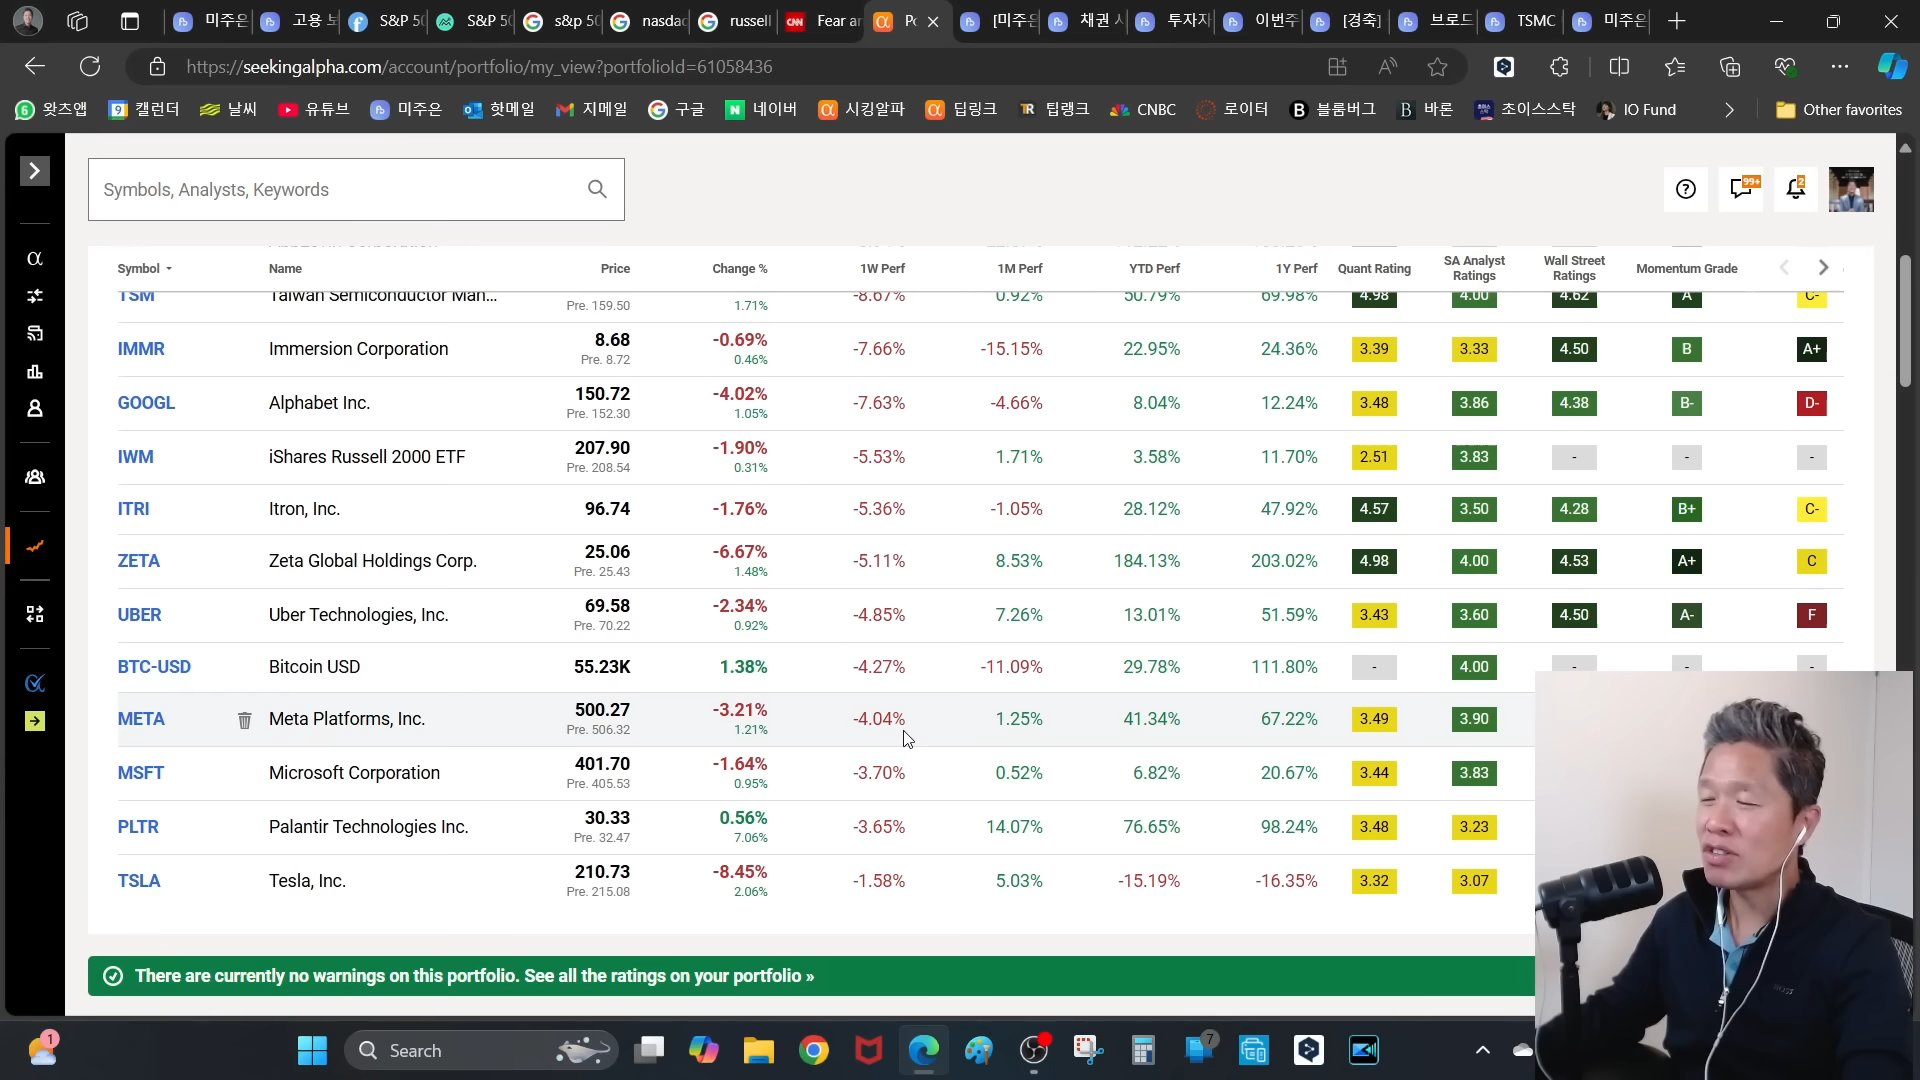 미주은
고용 보
S&P 50
S&P 50
s&p 50
nasda
russell
CNN Fear an
Po
[미주은
채권 시
투자자
이번주
[경축]
브로드
TSMC
미주은
https://seekingalpha.com/account/portfolio/my_view?portfolioId=61058436
왓츠앱 캘린더 날씨 유튜브 미주은 핫메일 지메일 구글 네이버 시킹알파 딥링크 팁랭크 CNBC 로이터 블룸버그 바론 초이스스탁 IO Fund Other favorites
Symbols, Analysts, Keywords
99+ 2
Symbol Name Price Change % 1W Perf 1M Perf YTD Perf 1Y Perf Quant Rating SA Analyst Ratings Wall Street Ratings Momentum Grade
TSM Taiwan Semiconductor Man... -8.67% 0.92% 50.79% 69.98% 4.98 4.00 4.62 A C-
Pre. 159.50 1.71%
IMMR Immersion Corporation 8.68 -0.69% -7.66% -15.15% 22.95% 24.36% 3.39 3.33 4.50 B A+
Pre. 8.72 0.46%
GOOGL Alphabet Inc. 150.72 -4.02% -7.63% -4.66% 8.04% 12.24% 3.48 3.86 4.38 B- D-
Pre. 152.30 1.05%
IWM iShares Russell 2000 ETF 207.90 -1.90% -5.53% 1.71% 3.58% 11.70% 2.51 3.83 - - -
Pre. 208.54 0.31%
ITRI Itron, Inc. 96.74 -1.76% -5.36% -1.05% 28.12% 47.92% 4.57 3.50 4.28 B+ C-
ZETA Zeta Global Holdings Corp. 25.06 -6.67% -5.11% 8.53% 184.13% 203.02% 4.98 4.00 4.53 A+ C
Pre. 25.43 1.48%
UBER Uber Technologies, Inc. 69.58 -2.34% -4.85% 7.26% 13.01% 51.59% 3.43 3.60 4.50 A- F
Pre. 70.22 0.92%
BTC-USD Bitcoin USD 55.23K 1.38% -4.27% -11.09% 29.78% 111.80% - 4.00 - - -
META Meta Platforms, Inc. 500.27 -3.21% -4.04% 1.25% 41.34% 67.22% 3.49 3.90
Pre. 506.32 1.21%
MSFT Microsoft Corporation 401.70 -1.64% -3.70% 0.52% 6.82% 20.67% 3.44 3.83
Pre. 405.53 0.95%
PLTR Palantir Technologies Inc. 30.33 0.56% -3.65% 14.07% 76.65% 98.24% 3.48 3.23
Pre. 32.47 7.06%
TSLA Tesla, Inc. 210.73 -8.45% -1.58% 5.03% -15.19% -16.35% 3.32 3.07
Pre. 215.08 2.06%
There are currently no warnings on this portfolio. See all the ratings on your portfolio »
1
Search
7